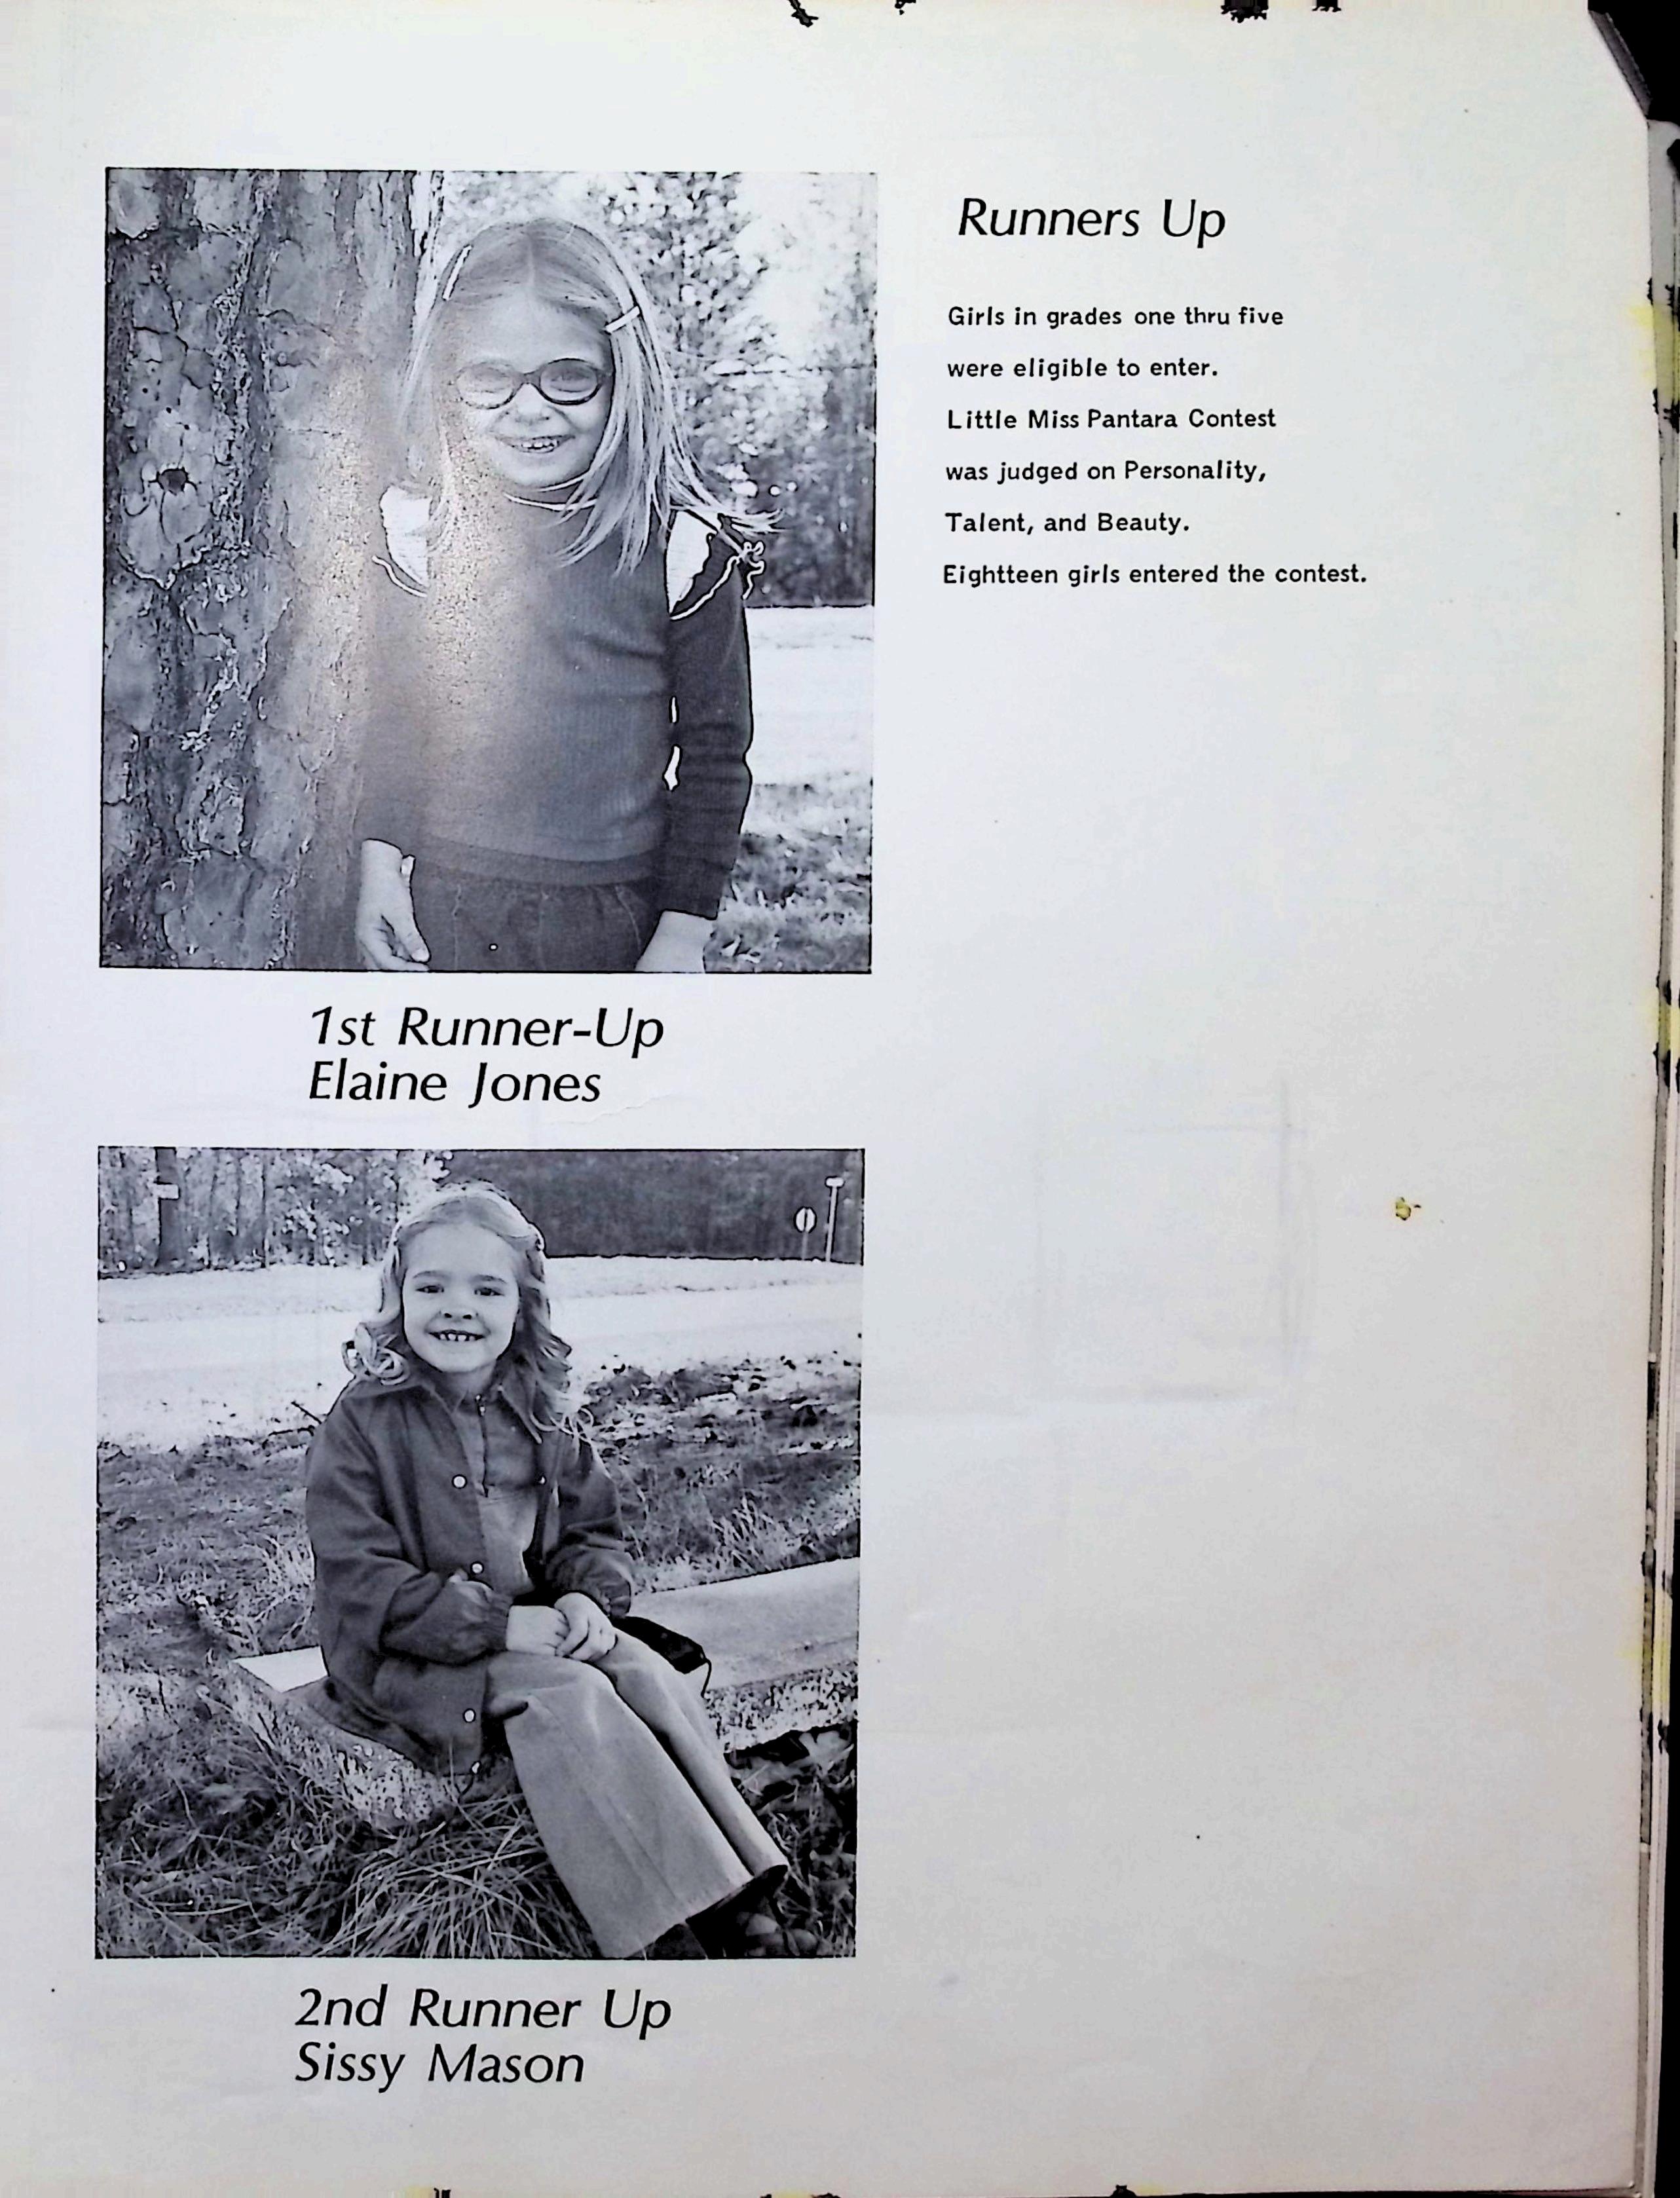 Runners Up
Girls in grades one thru five
were eligible to enter.
Little Miss Pantara Contest
was judged on Personality,
Talent, and Beauty.
Eightteen girls entered the contest.
1st Runner-Up
Elaine Jones
2nd Runner Up
Sissy Mason